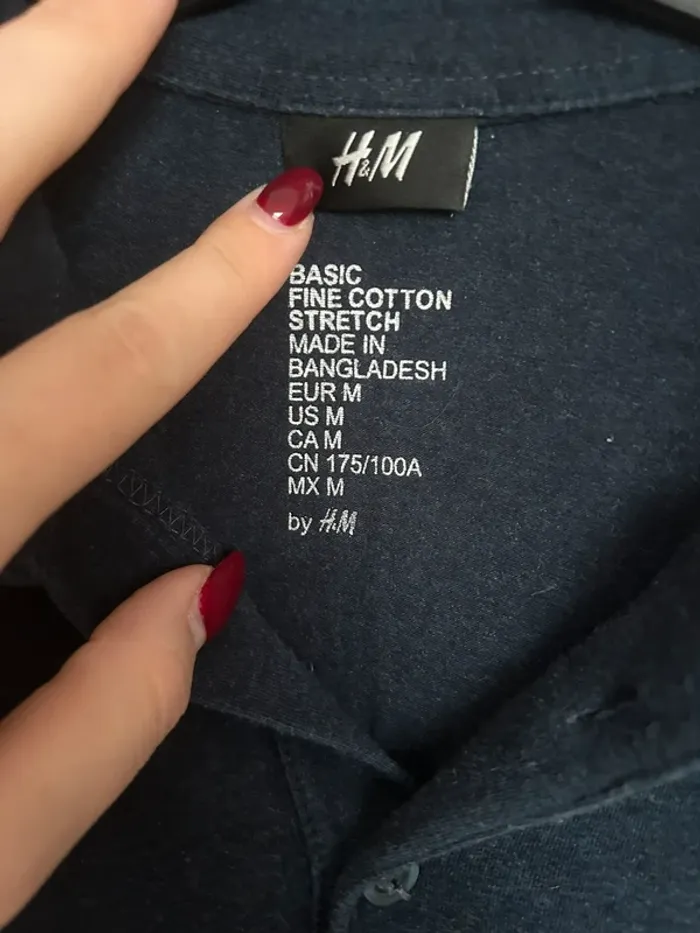 H&M
BASIC
FINE COTTON
STRETCH
MADE IN
BANGLADESH
EUR M
US M
CA M
CN 175/100A
MX M
by H&M